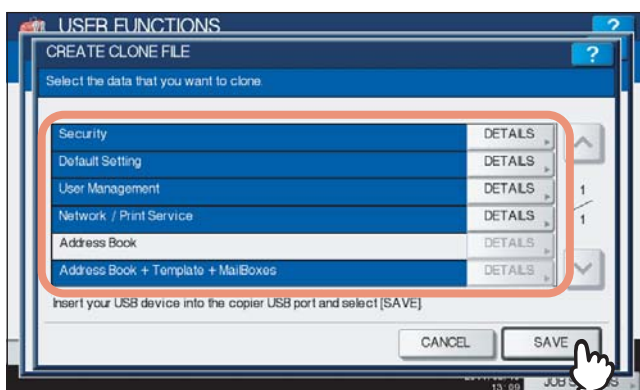 USER FUNCTIONS
?
CREATE CLONE FILE
?
Select the data that you want to clone.
Security
DETAILS
Default Setting
DETAILS
User Management
DETAILS
Network / Print Service
DETAILS
1
1
Address Book
DETAILS
Address Book + Template + MailBoxes
DETAILS
Insert your USB device into the copier USB port and select [SAVE]
CANCEL
SAVE
13:09